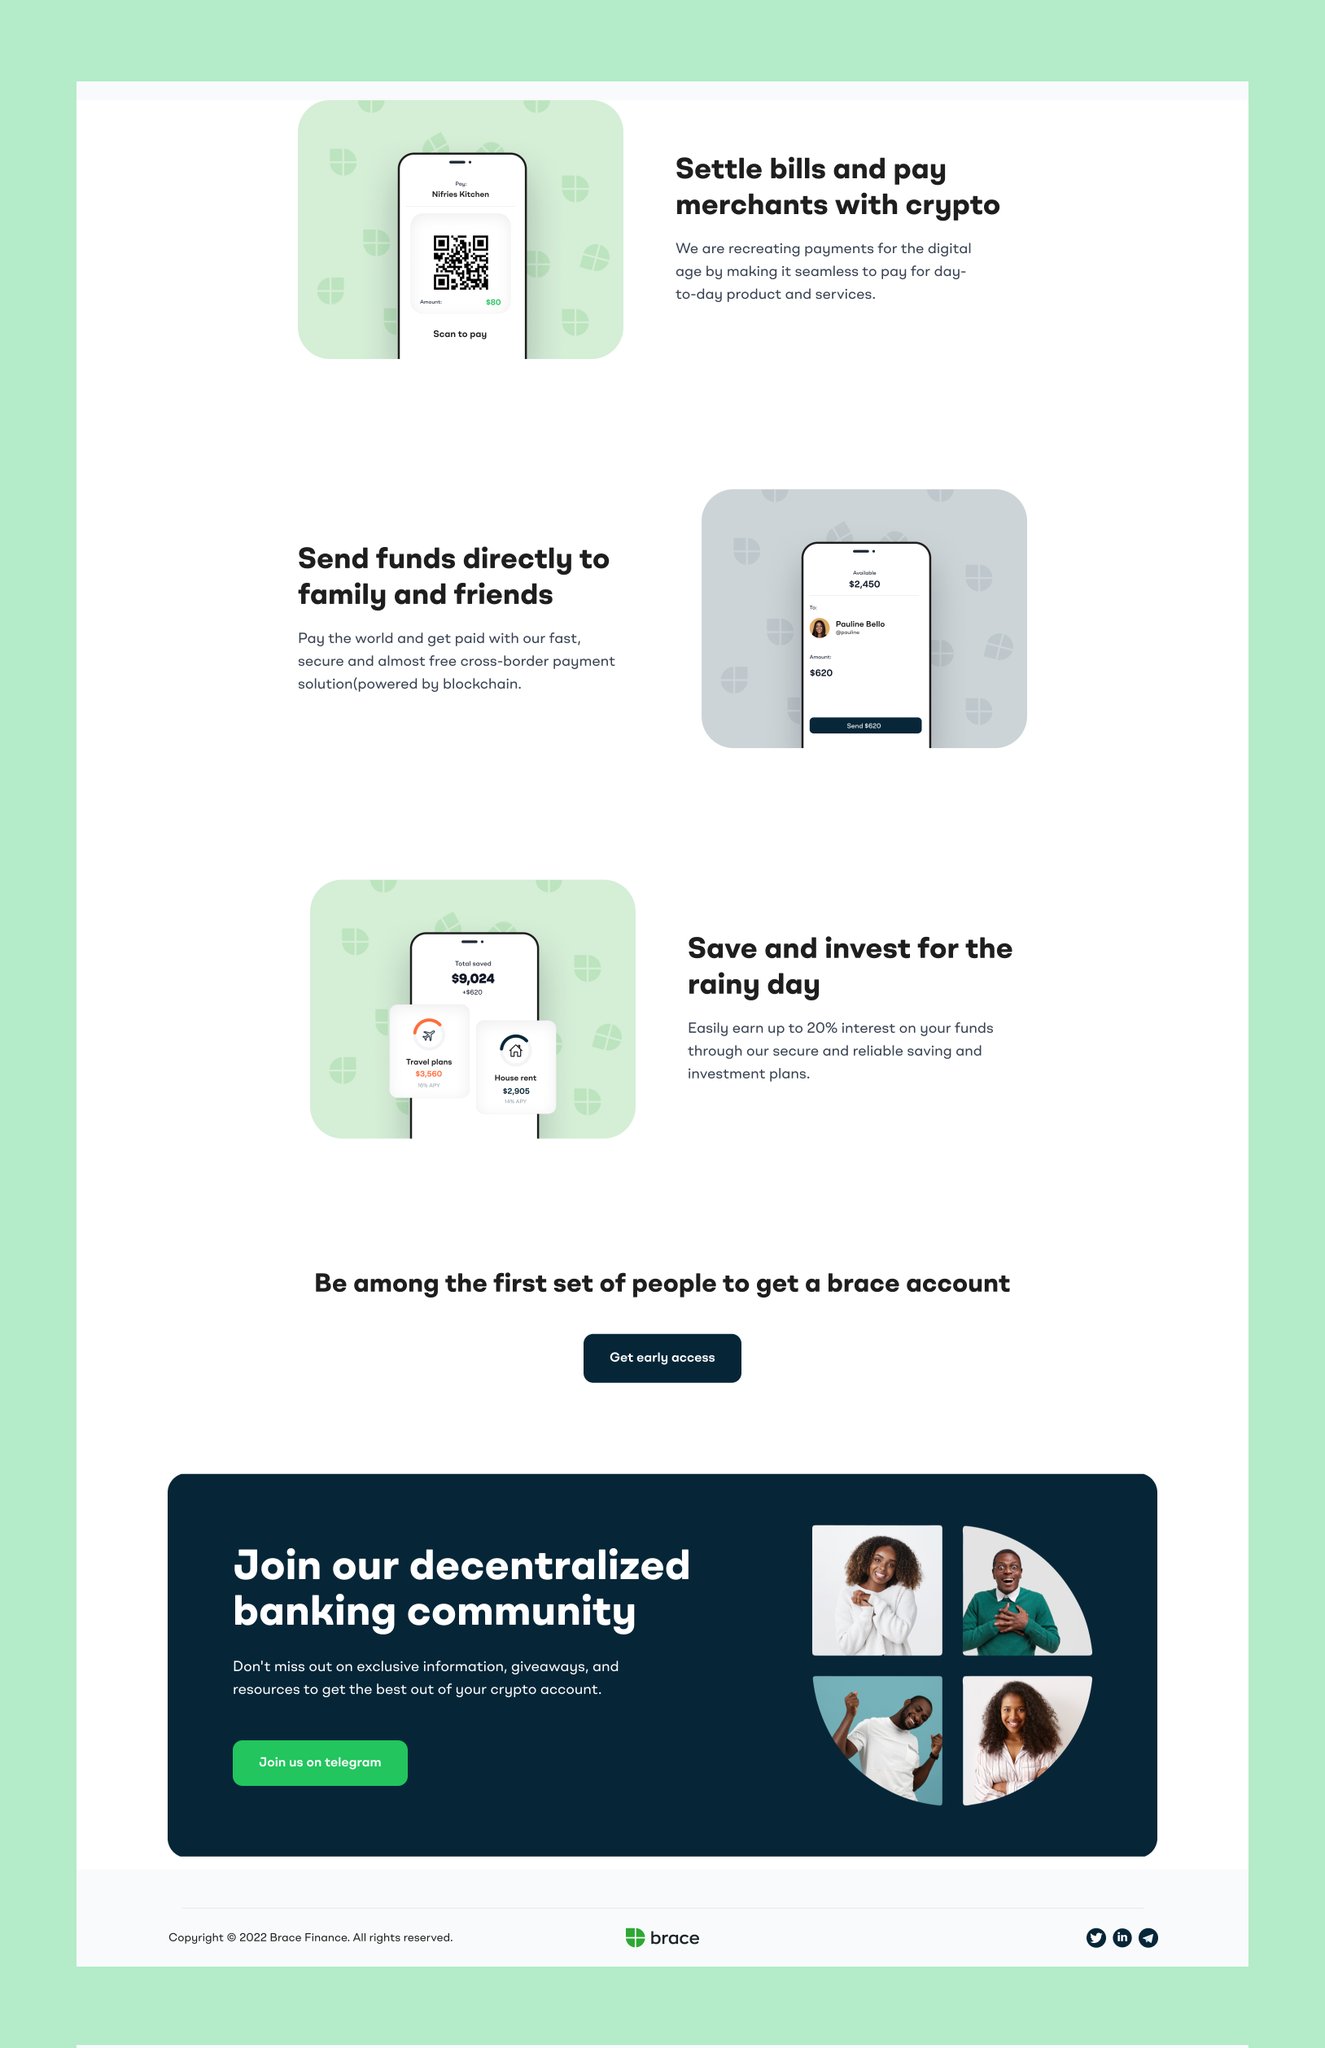 Pay:
Nifries Kitchen
Amount:
$80
Scan to pay
Settle bills and pay
merchants with crypto
We are recreating payments for the digital
age by making it seamless to pay for day-
to-day product and services.
Send funds directly to
family and friends
Pay the world and get paid with our fast,
secure and almost free cross-border payment
solution(powered by blockchain.
Available
$2,450
To:
Pauline Bello
@pauline
Amount:
$620
Send $620
Total saved
$9,024
+$620
Travel plans
$3,560
16% APY
House rent
$2,905
14% APY
Save and invest for the
rainy day
Easily earn up to 20% interest on your funds
through our secure and reliable saving and
investment plans.
Be among the first set of people to get a brace account
Get early access
Join our decentralized
banking community
Don't miss out on exclusive information, giveaways, and
resources to get the best out of your crypto account.
Join us on telegram
Copyright © 2022 Brace Finance. All rights reserved.
brace
in